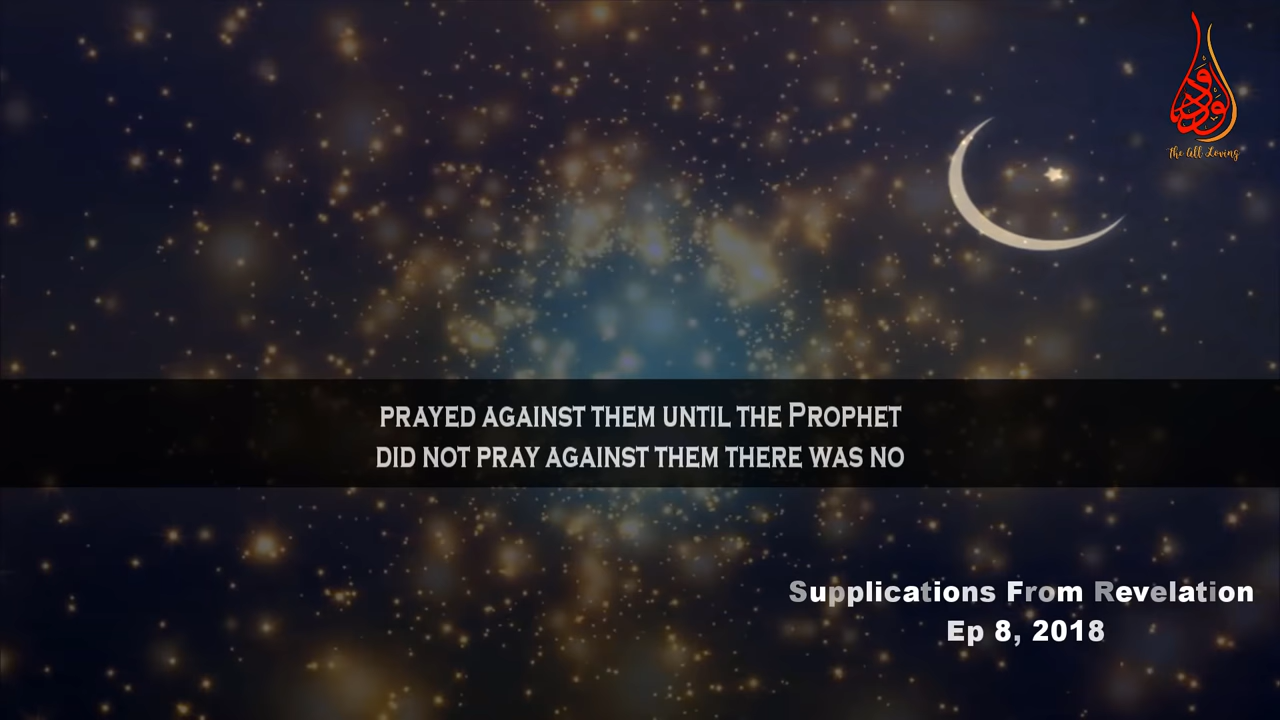 الودود
The All Loving
PRAYED AGAINST THEM UNTIL THE PROPHET
DID NOT PRAY AGAINST THEM THERE WAS NO
Supplications From Revelation
Ep 8, 2018